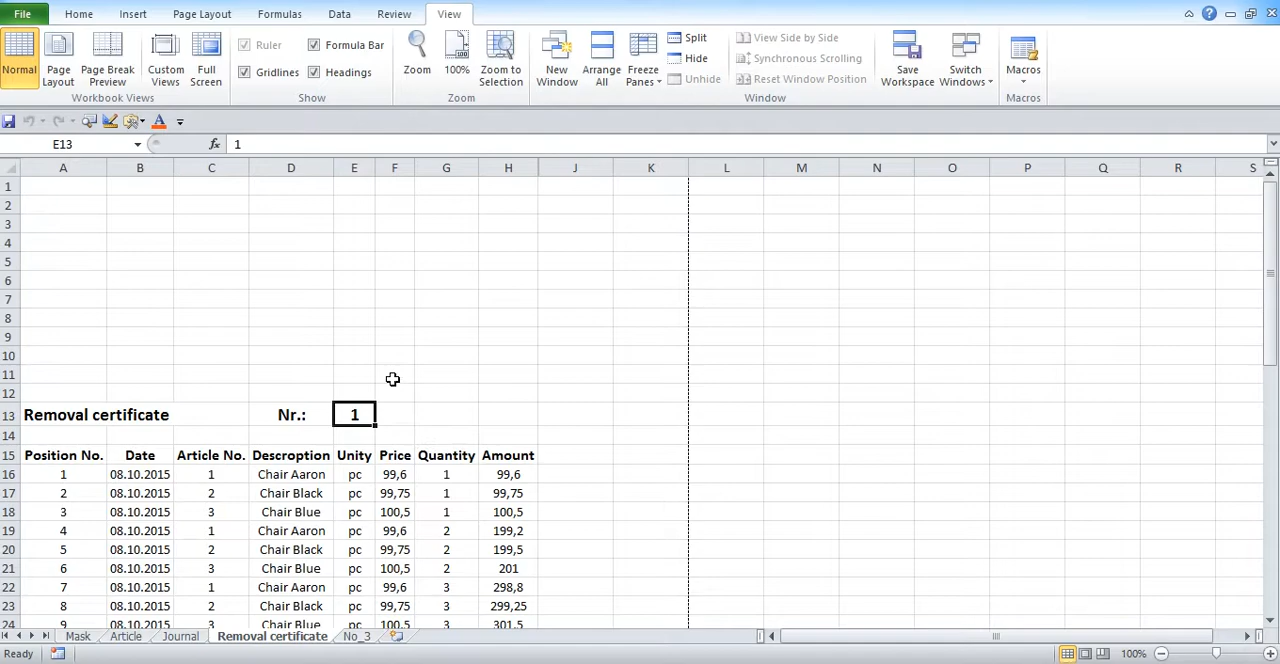 File Home Insert Page Layout Formulas Data Review View
Normal Page Layout Page Break Preview Custom Views Full Screen
Ruler Formula Bar
Gridlines Headings
Zoom 100% Zoom to Selection
New Window Arrange All Freeze Panes
Split
Hide
Unhide
View Side by Side
Synchronous Scrolling
Reset Window Position
Save Workspace Switch Windows Macros
Workbook Views Show Zoom Window Macros
E13 fx 1
A B C D E F G H J K L M N O P Q R S
1
2
3
4
5
6
7
8
9
10
11
12
13 Removal certificate Nr.: 1
14
15 Position No. Date Article No. Descroption Unity Price Quantity Amount
16 1 08.10.2015 1 Chair Aaron pc 99,6 1 99,6
17 2 08.10.2015 2 Chair Black pc 99,75 1 99,75
18 3 08.10.2015 3 Chair Blue pc 100,5 1 100,5
19 4 08.10.2015 1 Chair Aaron pc 99,6 2 199,2
20 5 08.10.2015 2 Chair Black pc 99,75 2 199,5
21 6 08.10.2015 3 Chair Blue pc 100,5 2 201
22 7 08.10.2015 1 Chair Aaron pc 99,6 3 298,8
23 8 08.10.2015 2 Chair Black pc 99,75 3 299,25
24 9 08.10.2015 3 Chair Blue pc 100,5 3 301,5
Mask Article Journal Removal certificate No_3
Ready 100%